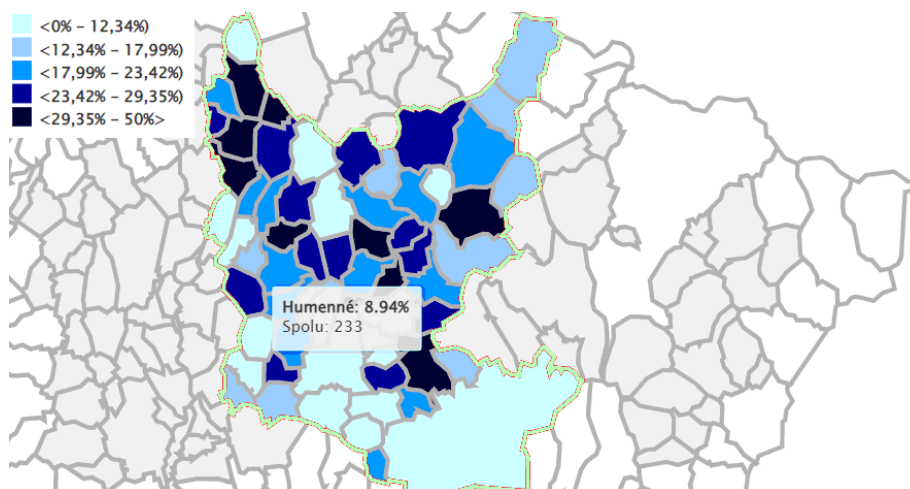 <0% – 12,34%)
<12,34% – 17,99%)
<17,99% – 23,42%)
<23,42% – 29,35%)
<29,35% – 50%>
Humenné: 8.94%
Spolu: 233